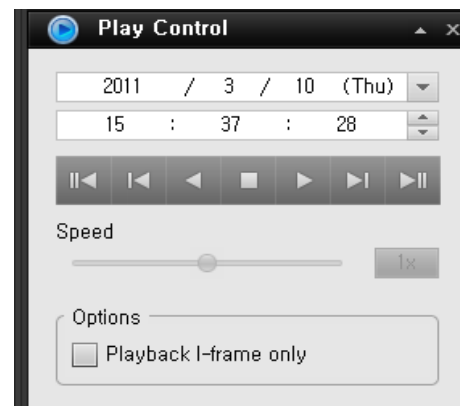 Play Control
2011 / 3 / 10 (Thu)
15 : 37 : 28
Speed
1x
Options
Playback I-frame only